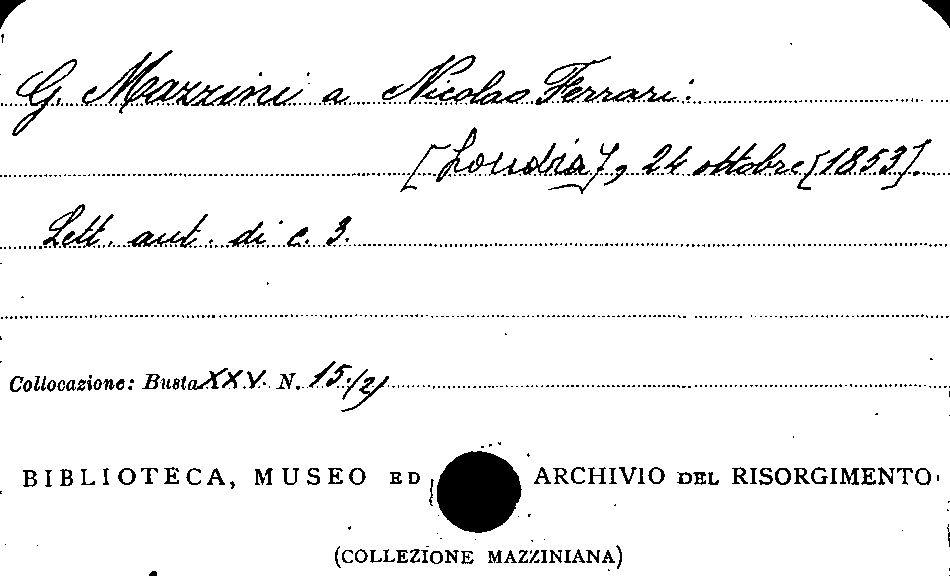 G. Mazzini a Nicolao Ferrari:
[Londra], 24 ottobre [1853].
Lett. aut. di c. 3.
Collocazione: Busta XXV. N. 15./2/
BIBLIOTECA, MUSEO ED ARCHIVIO DEL RISORGIMENTO
(COLLEZIONE MAZZINIANA)